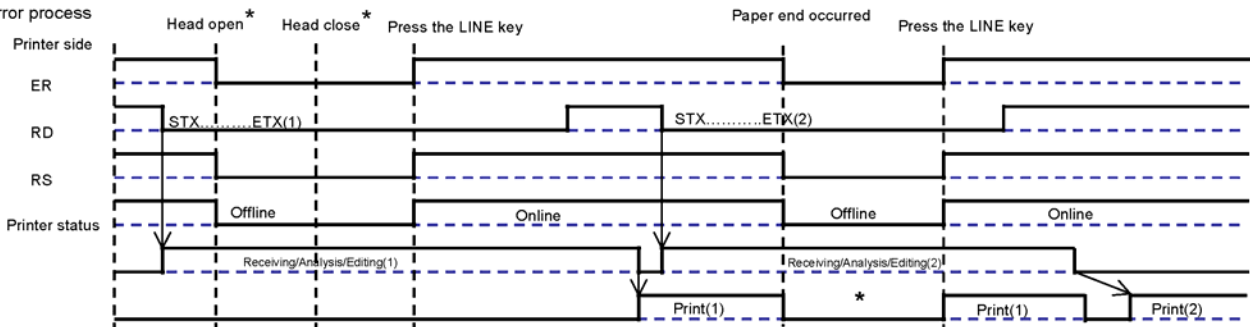 rror process
Head open* Head close* Press the LINE key Paper end occurred Press the LINE key
Printer side
ER
RD STX.........ETX(1) STX...........ETX(2)
RS
Printer status Offline Online Offline Online
Receiving/Analysis/Editing(1) Receiving/Analysis/Editing(2)
Print(1) * Print(1) Print(2)